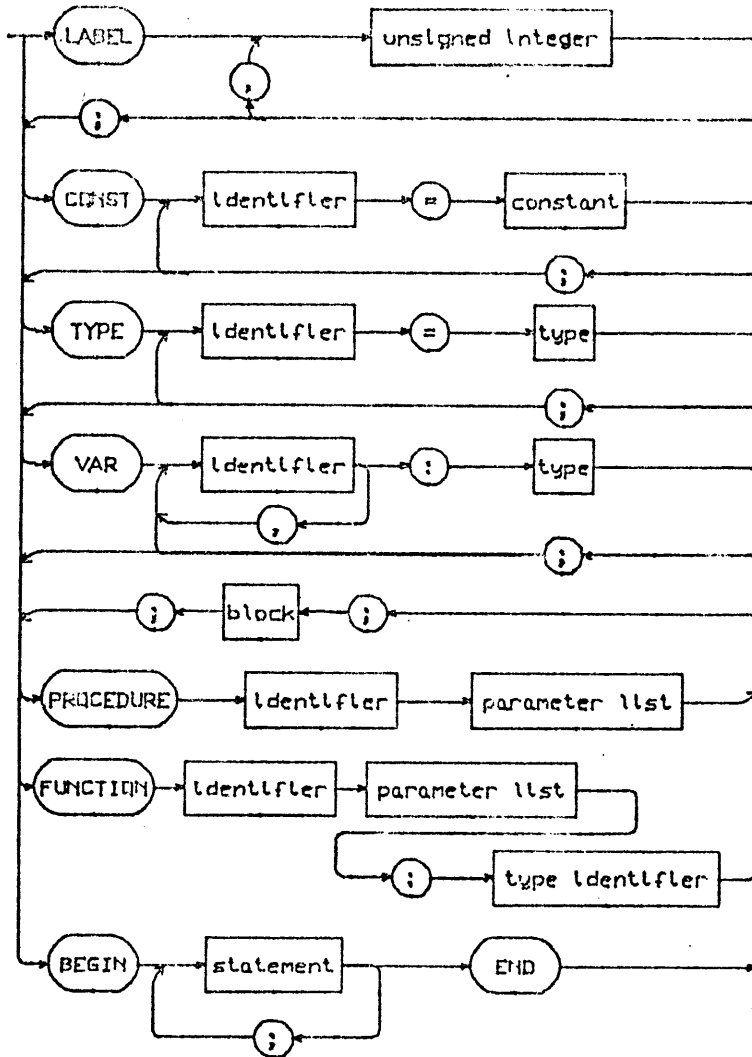 LABEL unsigned integer
,
;
CONST identifier = constant
;
TYPE identifier = type
;
VAR identifier : type
,
;
; block ;
PROCEDURE identifier parameter list
FUNCTION identifier parameter list
: type identifier
BEGIN statement END
;